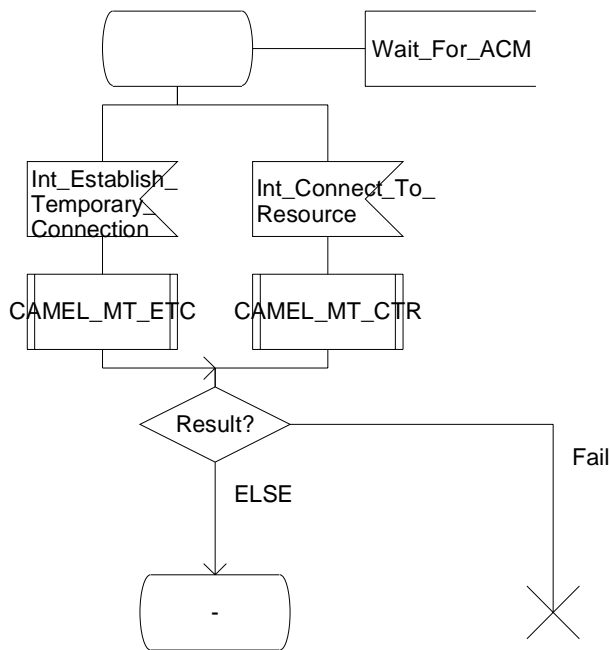 Wait_For_ACM
Int_Establish_
Temporary_
Connection
Int_Connect_To_
Resource
CAMEL_MT_ETC
CAMEL_MT_CTR
Result?
Fail
ELSE
-